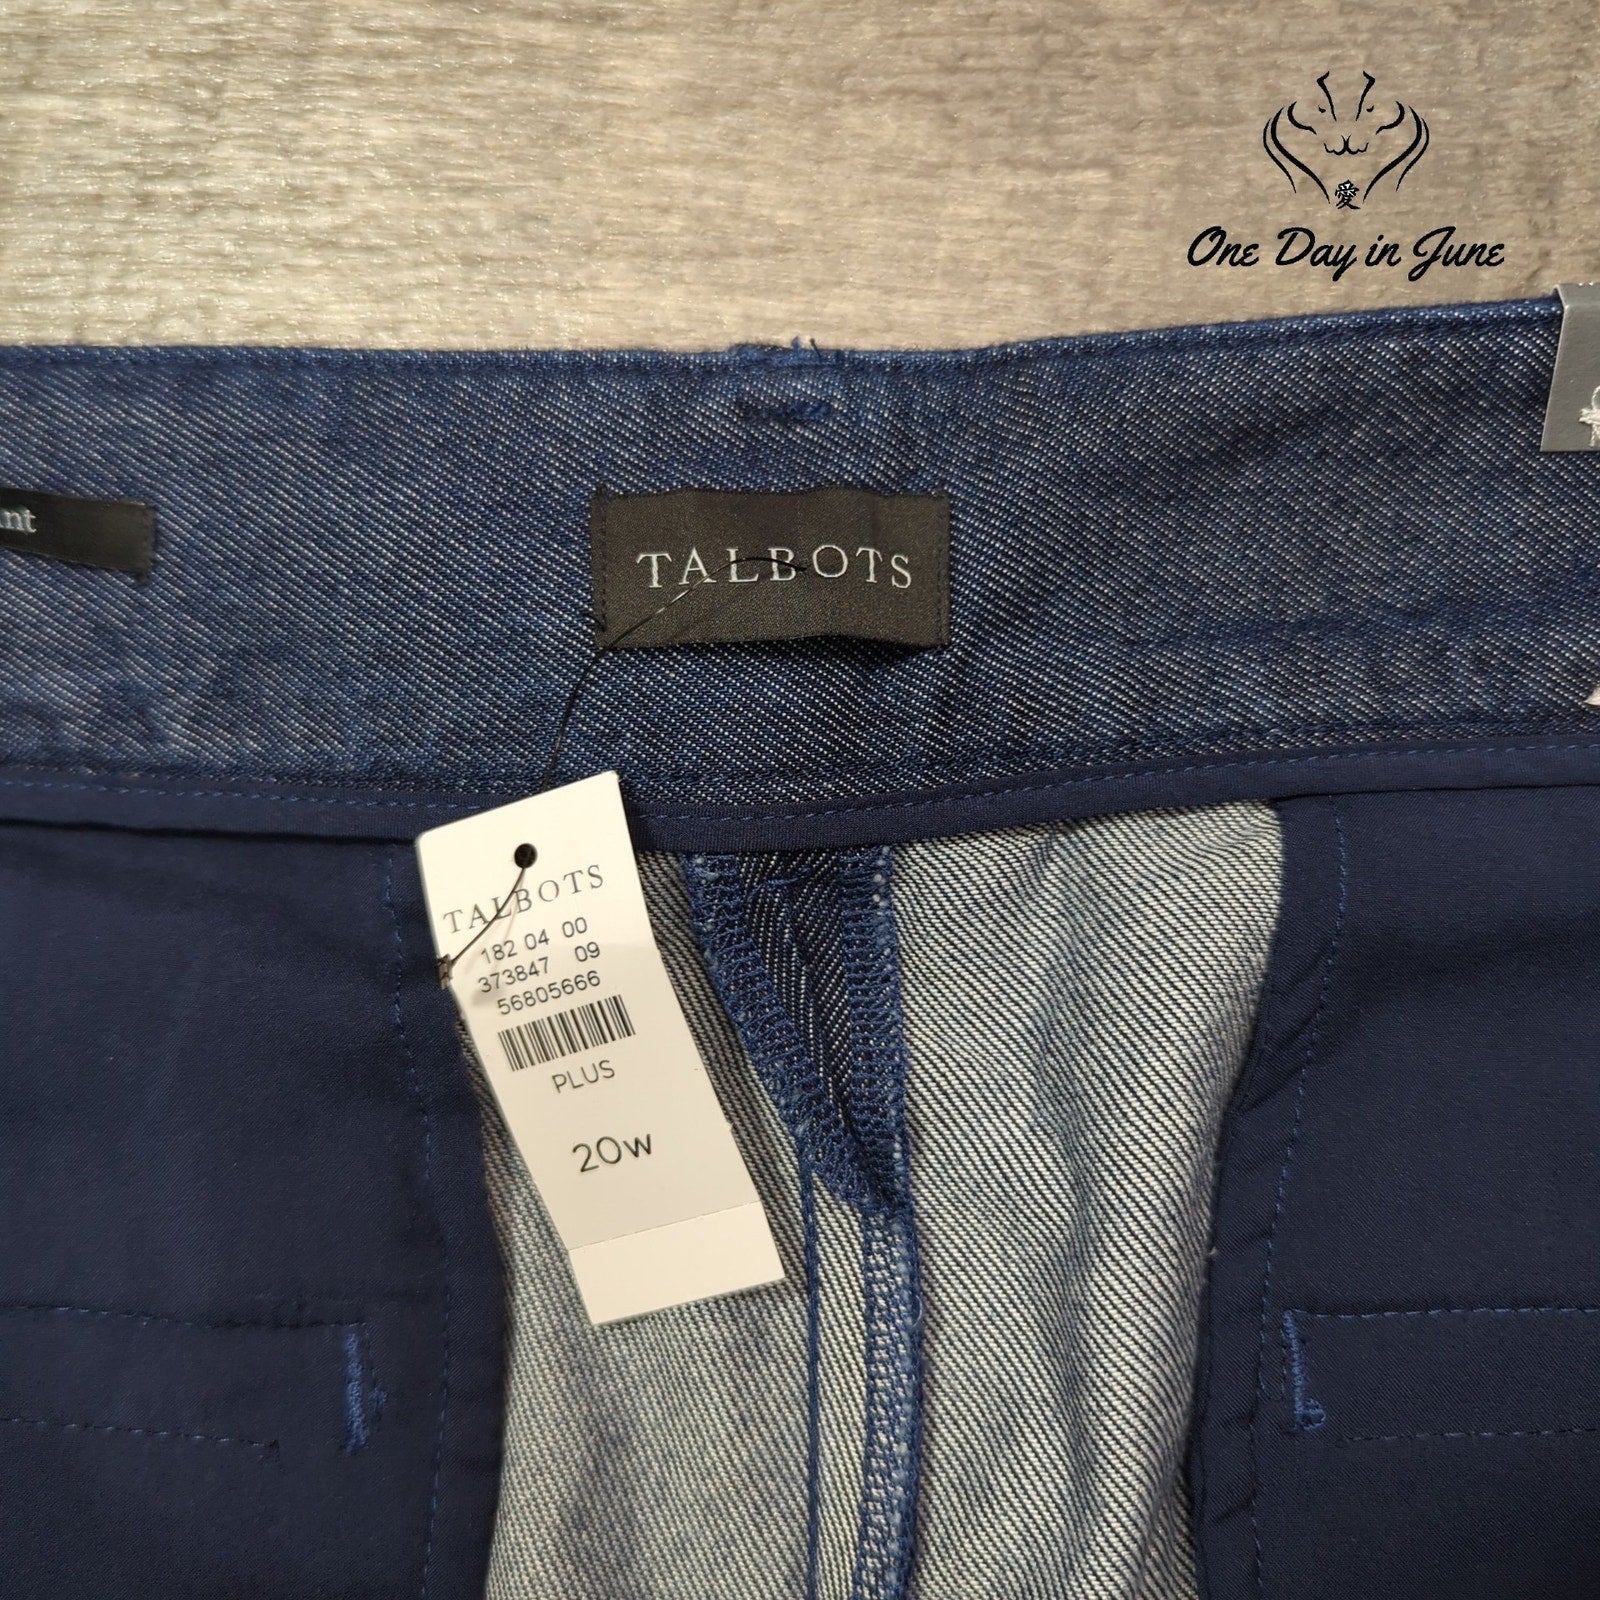 愛
One Day in June
TALBOTS
TALBOTS
182 04 00
373847 09
56805666
PLUS
20W